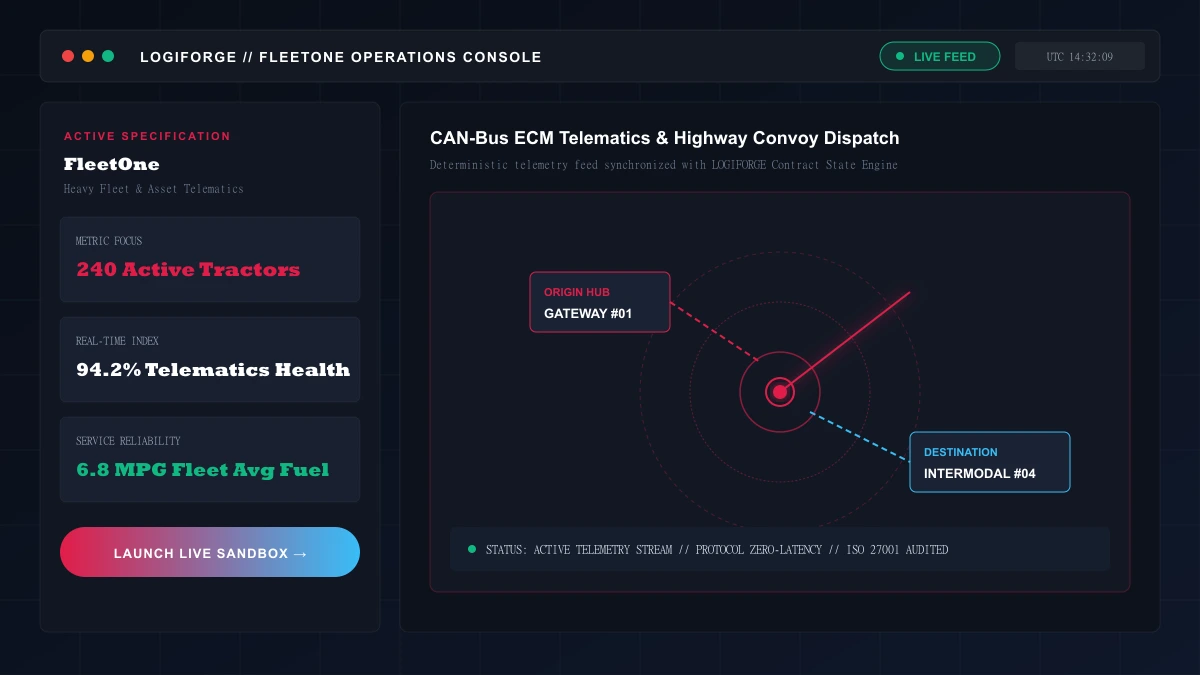 LOGIFORGE // FLEETONE OPERATIONS CONSOLE
LIVE FEED
UTC 14:32:09
ACTIVE SPECIFICATION
FleetOne
Heavy Fleet & Asset Telematics
METRIC FOCUS
240 Active Tractors
REAL-TIME INDEX
94.2% Telematics Health
SERVICE RELIABILITY
6.8 MPG Fleet Avg Fuel
LAUNCH LIVE SANDBOX →
CAN-Bus ECM Telematics & Highway Convoy Dispatch
Deterministic telemetry feed synchronized with LOGIFORGE Contract State Engine
ORIGIN HUB
GATEWAY #01
DESTINATION
INTERMODAL #04
STATUS: ACTIVE TELEMETRY STREAM // PROTOCOL ZERO-LATENCY // ISO 27001 AUDITED